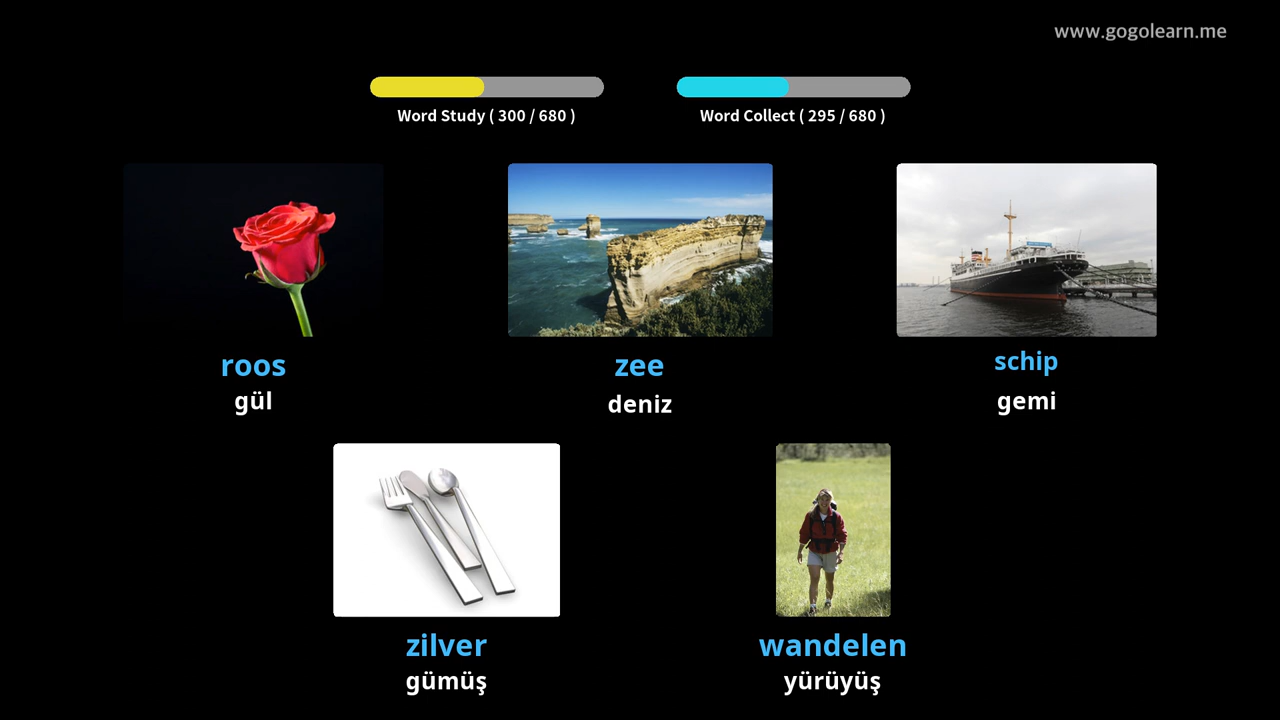 www.gogolearn.me
Word Study ( 300 / 680 )
Word Collect ( 295 / 680 )
roos
gül
zee
deniz
schip
gemi
zilver
gümüş
wandelen
yürüyüş